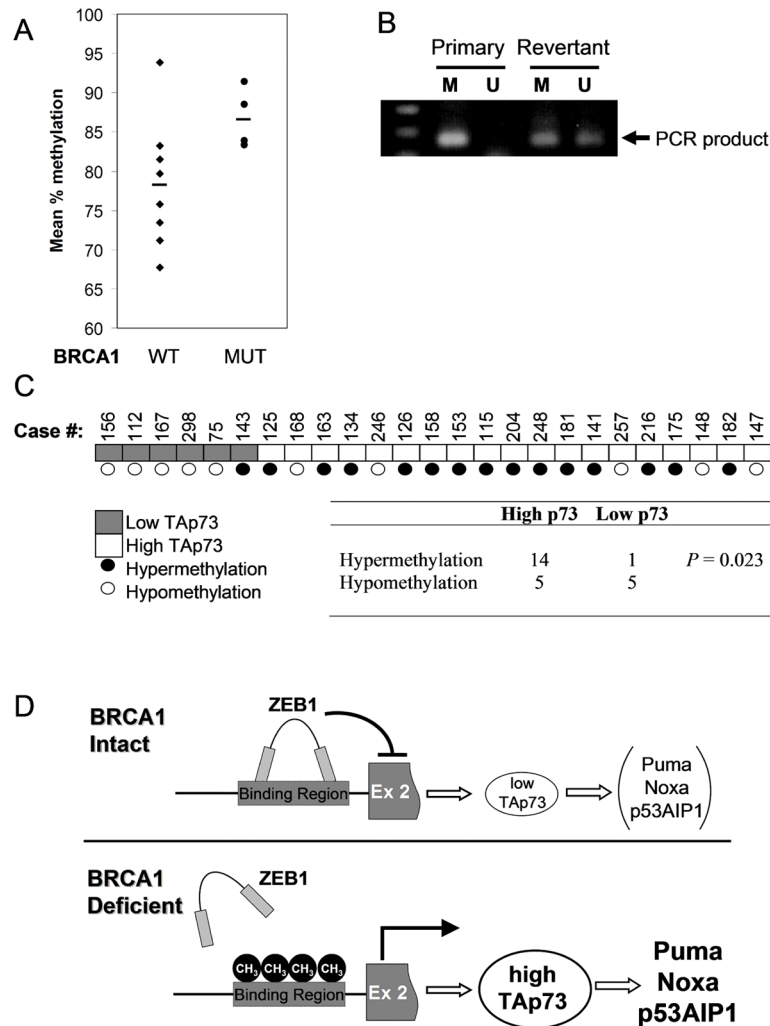 A
Mean % methylation
100
95
90
85
80
75
70
65
60
BRCA1 WT MUT
B
Primary Revertant
M U M U
PCR product
C
Case #: 156 112 167 298 75 143 125 168 163 134 246 126 158 153 115 204 248 181 141 257 216 175 148 182 147
Low TAp73
High TAp73
Hypermethylation
Hypomethylation
High p73 Low p73
Hypermethylation 14 1 P = 0.023
Hypomethylation 5 5
D
BRCA1
Intact
ZEB1
Binding Region
Ex 2
low
TAp73
Puma
Noxa
p53AIP1
BRCA1
Deficient
ZEB1
CH3 CH3 CH3 CH3
Binding Region
Ex 2
high
TAp73
Puma
Noxa
p53AIP1